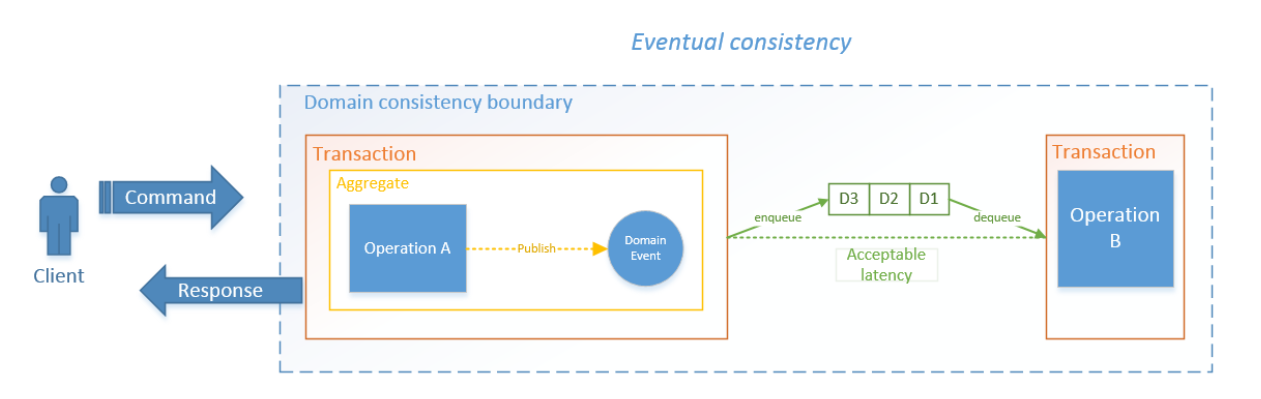 Eventual consistency
Domain consistency boundary
Transaction
Aggregate
Operation A
Publish
Domain
Event
enqueue
D3
D2
D1
dequeue
Acceptable
latency
Transaction
Operation
B
Command
Client
Response